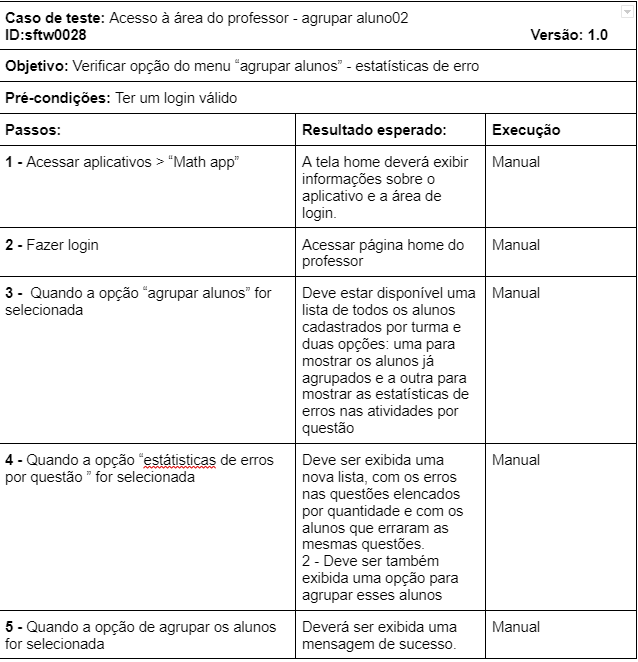 Caso de teste: Acesso à área do professor - agrupar aluno02
ID:sftw0028 Versão: 1.0
Objetivo: Verificar opção do menu “agrupar alunos” - estatísticas de erro
Pré-condições: Ter um login válido
Passos: Resultado esperado: Execução
1 - Acessar aplicativos > “Math app”
A tela home deverá exibir
informações sobre o
aplicativo e a área de
login.
Manual
2 - Fazer login
Acessar página home do
professor
Manual
3 - Quando a opção “agrupar alunos” for
selecionada
Deve estar disponível uma
lista de todos os alunos
cadastrados por turma e
duas opções: uma para
mostrar os alunos já
agrupados e a outra para
mostrar as estatísticas de
erros nas atividades por
questão
Manual
4 - Quando a opção “estátisticas de erros
por questão ” for selecionada
Deve ser exibida uma
nova lista, com os erros
nas questões elencados
por quantidade e com os
alunos que erraram as
mesmas questões.
2 - Deve ser também
exibida uma opção para
agrupar esses alunos
Manual
5 - Quando a opção de agrupar os alunos
for selecionada
Deverá ser exibida uma
mensagem de sucesso.
Manual